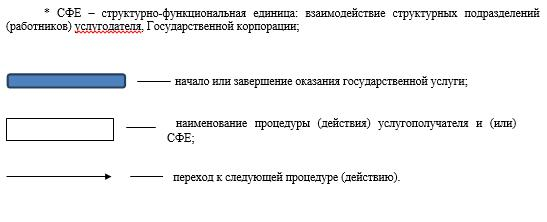 * СФЕ – структурно-функциональная единица: взаимодействие структурных подразделений
(работников) услугодателя, Государственной корпорации;
начало или завершение оказания государственной услуги;
наименование процедуры (действия) услугополучателя и (или)
СФЕ;
переход к следующей процедуре (действию).